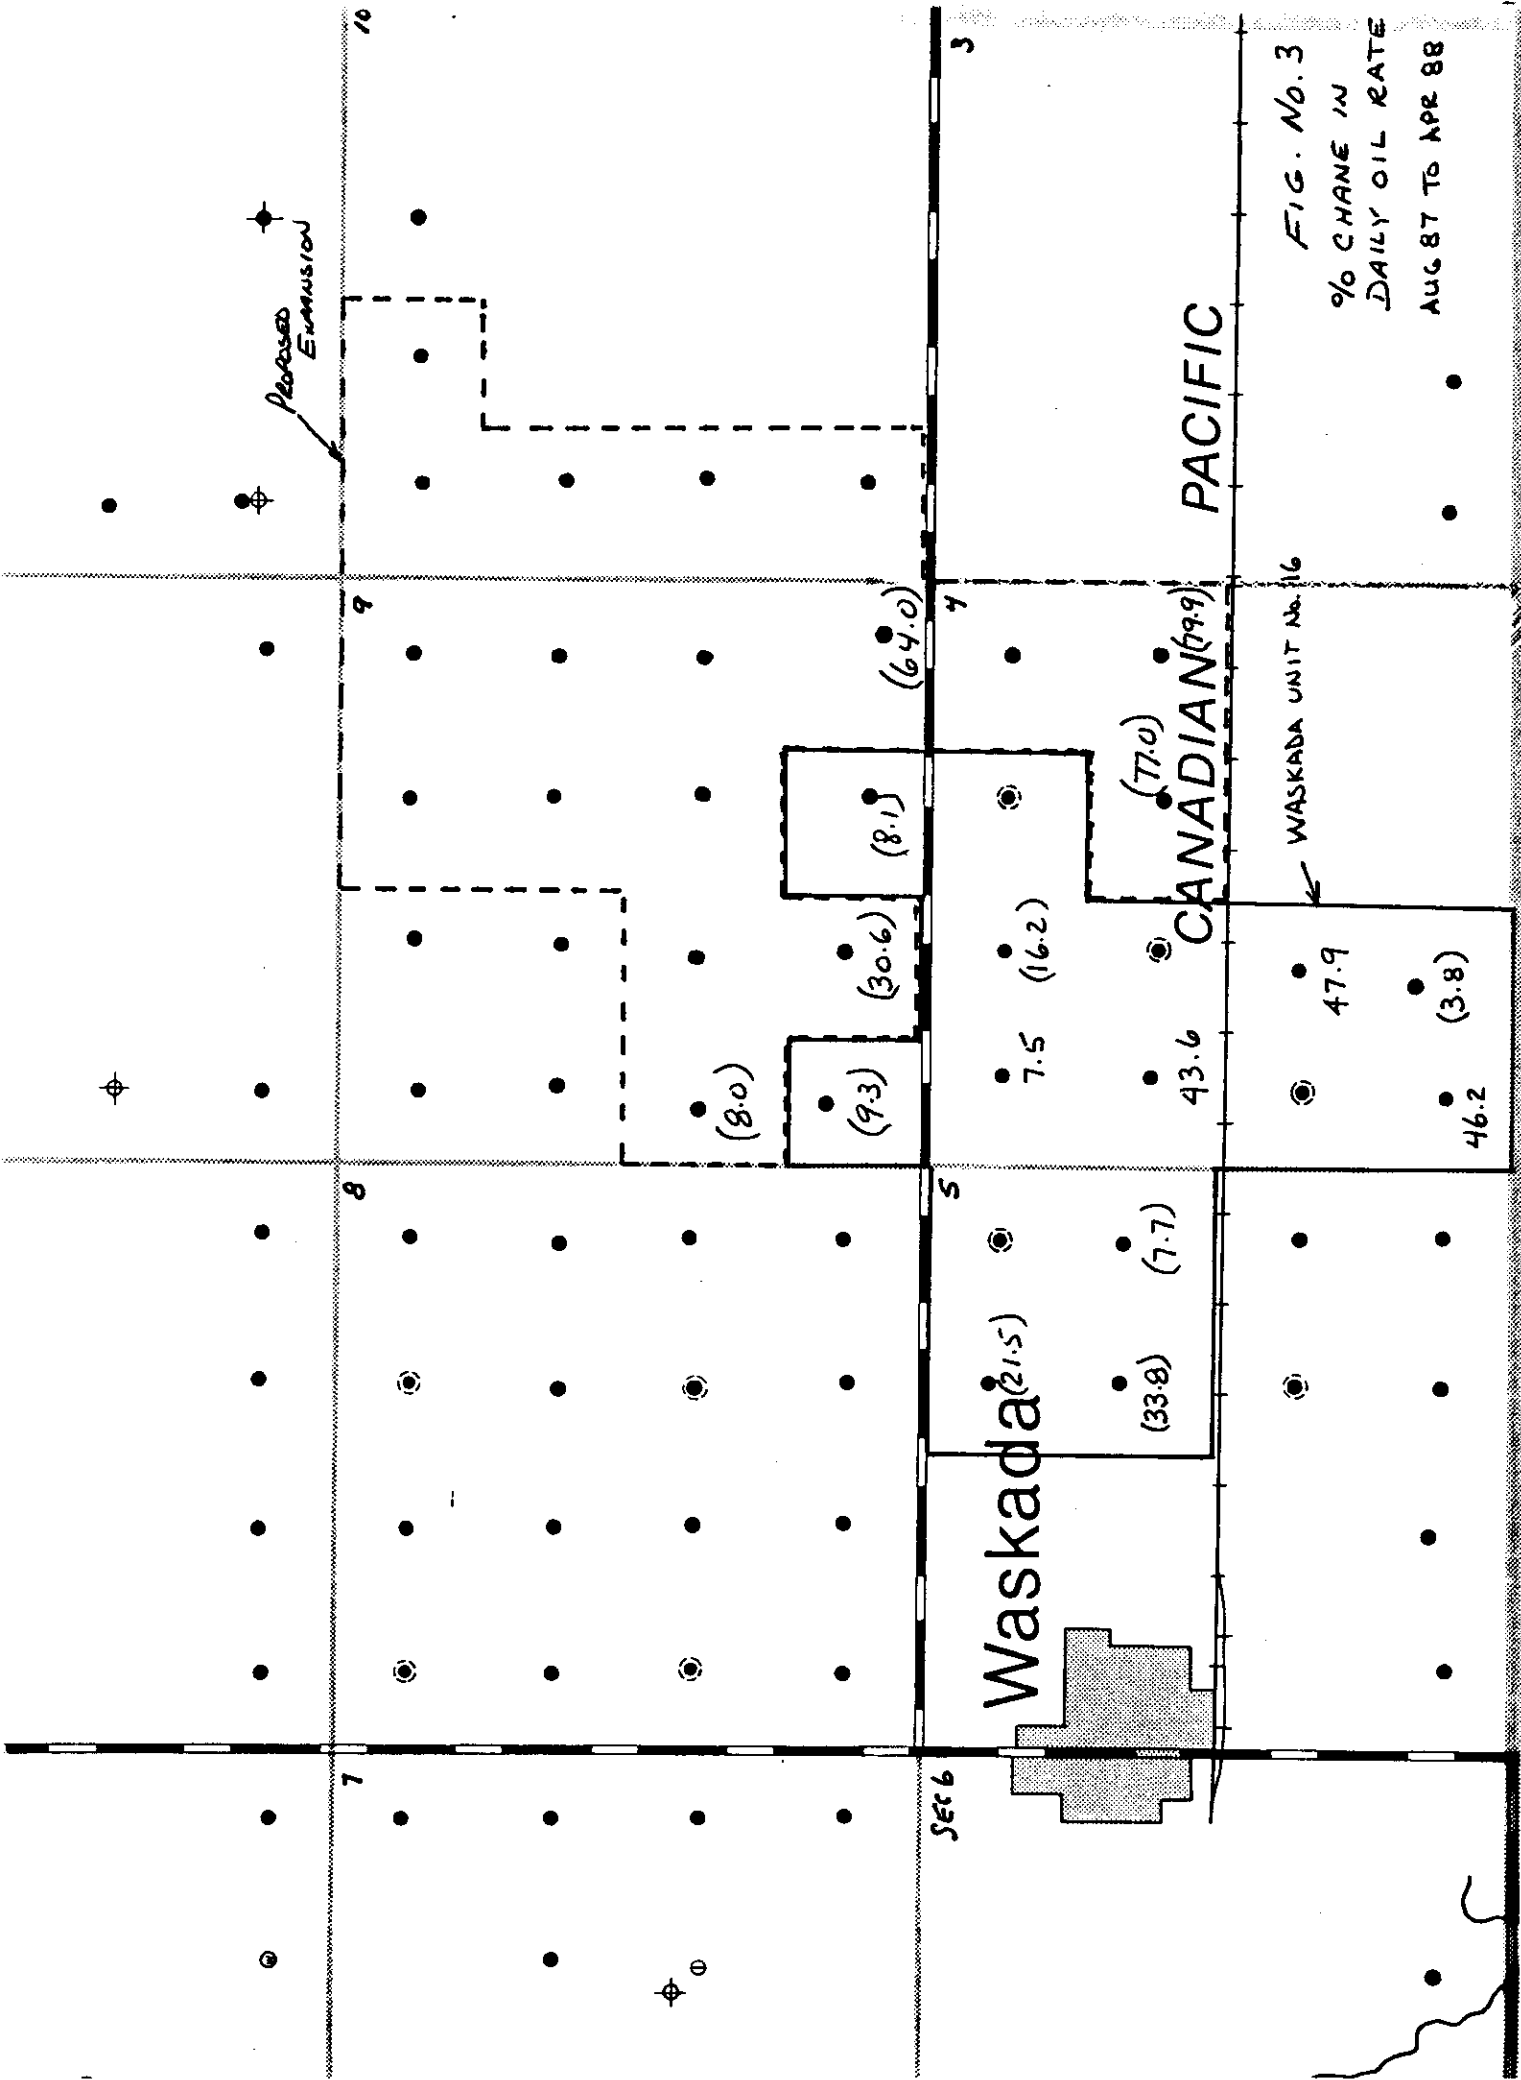 10
9
8
7
3
4
5
SEC 6
PROPOSED
EXPANSION
(64.0)
(8.1)
(30.6)
(8.0)
(9.3)
(79.9)
(77.0)
(16.2)
7.5
43.6
47.9
(3.8)
46.2
(7.7)
(21.5)
(33.8)
Waskada
CANADIAN PACIFIC
WASKADA UNIT No. 16
FIG. No. 3
% CHANE IN
DAILY OIL RATE
AUG 87 TO APR 88